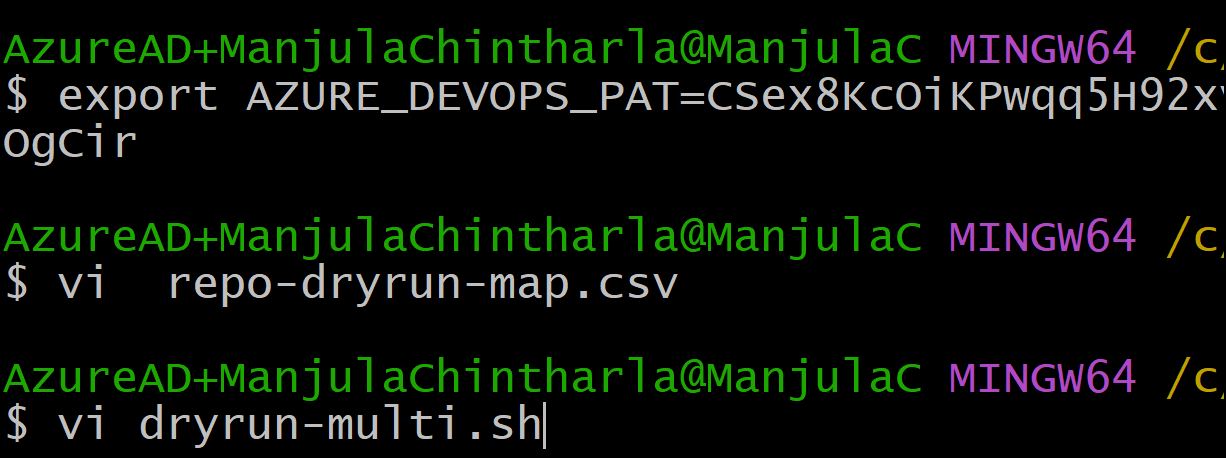 AzureAD+ManjulaChintharla@ManjulaC MINGW64 /c/
$ export AZURE_DEVOPS_PAT=CSex8KcOiKPwqq5H92x
OgCir
AzureAD+ManjulaChintharla@ManjulaC MINGW64 /c/
$ vi  repo-dryrun-map.csv
AzureAD+ManjulaChintharla@ManjulaC MINGW64 /c/
$ vi dryrun-multi.sh